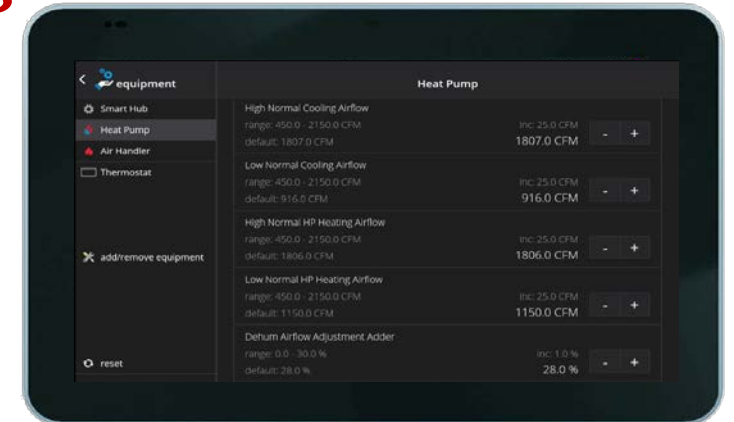 equipment
Heat Pump
Smart Hub
Heat Pump
Air Handler
Thermostat
add/remove equipment
reset
High Normal Cooling Airflow
range: 450.0 - 2150.0 CFM
inc: 25.0 CFM
default: 1807.0 CFM
1807.0 CFM
- +
Low Normal Cooling Airflow
range: 450.0 - 2150.0 CFM
inc: 25.0 CFM
default: 916.0 CFM
916.0 CFM
- +
High Normal HP Heating Airflow
range: 450.0 - 2150.0 CFM
inc: 25.0 CFM
default: 1806.0 CFM
1806.0 CFM
- +
Low Normal HP Heating Airflow
range: 450.0 - 2150.0 CFM
inc: 25.0 CFM
default: 1150.0 CFM
1150.0 CFM
- +
Dehum Airflow Adjustment Adder
range: 0.0 - 30.0 %
inc: 1.0 %
default: 28.0 %
28.0 %
- +